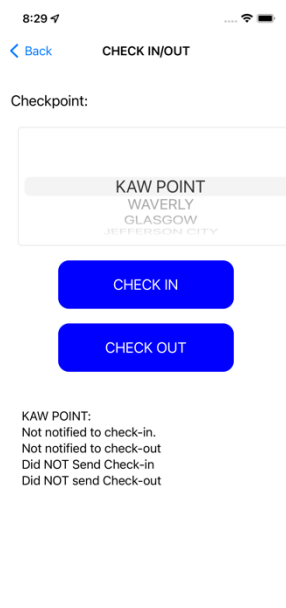 8:29
Back
CHECK IN/OUT
Checkpoint:
KAW POINT
WAVERLY
GLASGOW
JEFFERSON CITY
CHECK IN
CHECK OUT
KAW POINT:
Not notified to check-in.
Not notified to check-out
Did NOT Send Check-in
Did NOT send Check-out